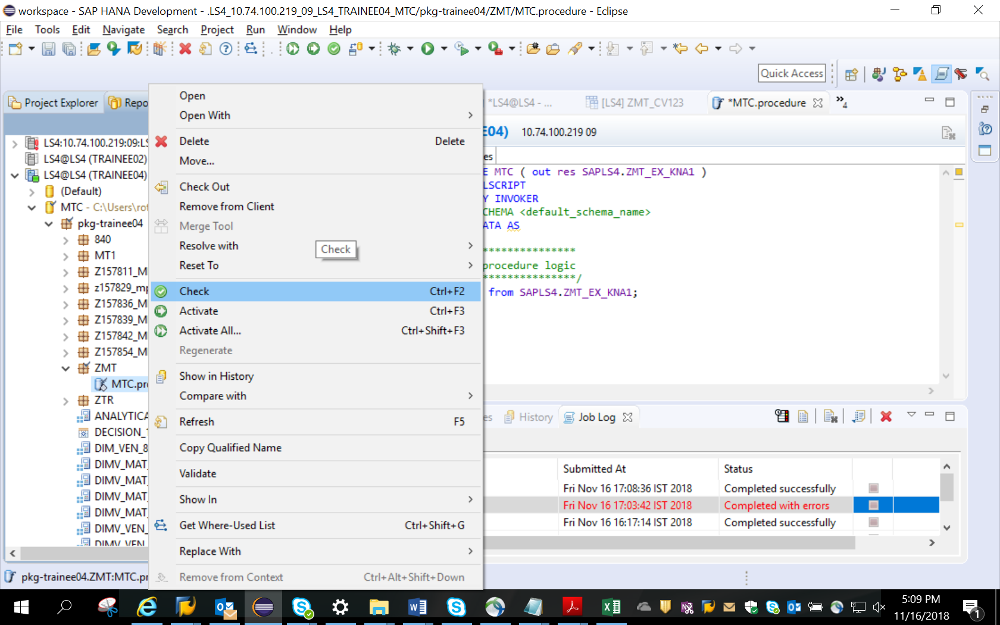 workspace - SAP HANA Development - .LS4_10.74.100.219_09_LS4_TRAINEE04_MTC/pkg-trainee04/ZMT/MTC.procedure - Eclipse
File Tools Edit Navigate Search Project Run Window Help
Quick Access
Project Explorer
Repo
*LS4@LS4 - ...
[LS4] ZMT_CV123
*MTC.procedure
»4
E04) 10.74.100.219 09
es
LS4:10.74.100.219:09:LS
LS4@LS4 (TRAINEE02)
LS4@LS4 (TRAINEE04)
(Default)
MTC - C:\Users\rot
pkg-trainee04
840
MT1
Z157811_M
z157829_mp
Z157836_M
Z157839_M
Z157842_M
Z157854_M
ZMT
MTC.pro
ZTR
ANALYTICA
DECISION_1
DIM_VEN_8
DIMV_MAT_
DIMV_MAT_
DIMV_MAT_
DIMV_MAT_
DIMV_VEN_
DIMV_VEN
Open
Open With
Delete Delete
Move...
Check Out
Remove from Client
Merge Tool
Resolve with
Reset To
Check
Check Ctrl+F2
Activate Ctrl+F3
Activate All... Ctrl+Shift+F3
Regenerate
Show in History
Compare with
Refresh F5
Copy Qualified Name
Validate
Show In
Get Where-Used List Ctrl+Shift+G
Replace With
Remove from Context Ctrl+Alt+Shift+Down
E MTC ( out res SAPLS4.ZMT_EX_KNA1 )
LSCRIPT
Y INVOKER
CHEMA <default_schema_name>
ATA AS
***************
procedure logic
***************/
from SAPLS4.ZMT_EX_KNA1;
es
History
Job Log
Submitted At Status
Fri Nov 16 17:08:36 IST 2018 Completed successfully
Fri Nov 16 17:03:42 IST 2018 Completed with errors
Fri Nov 16 16:17:14 IST 2018 Completed successfully
pkg-trainee04.ZMT:MTC.pr
5:09 PM
11/16/2018
1